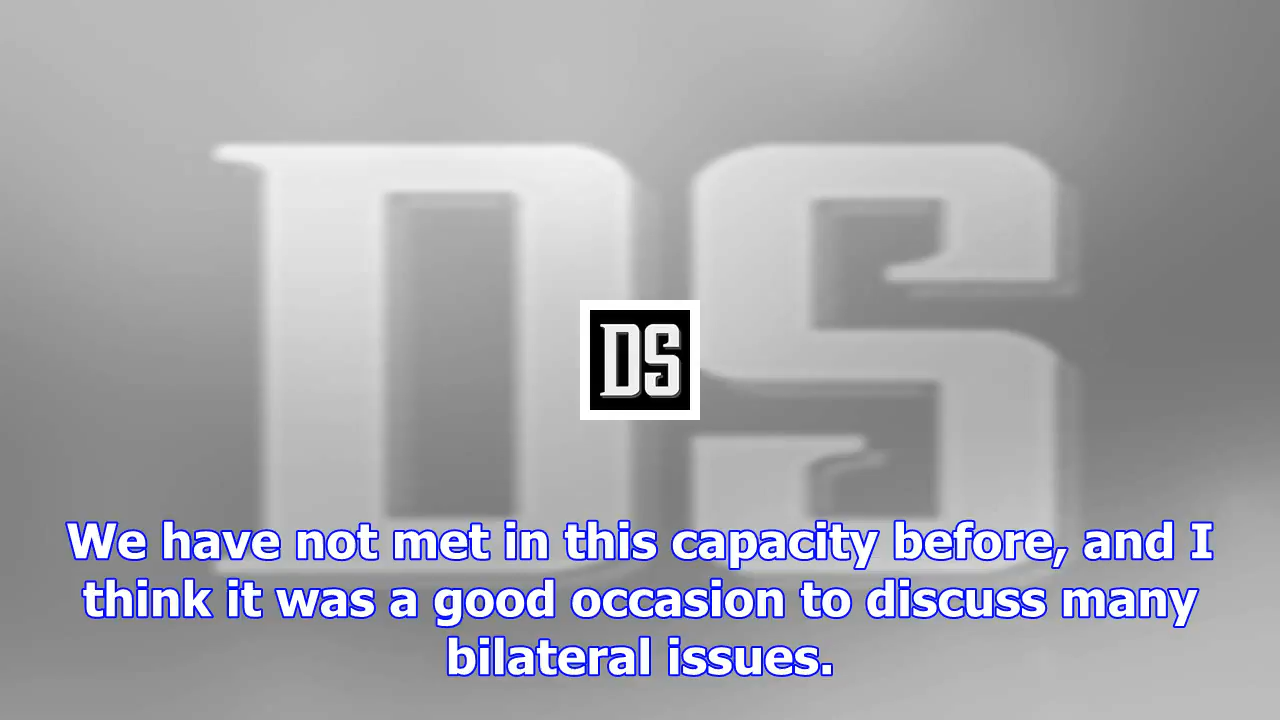 DS
DS
We have not met in this capacity before, and I
think it was a good occasion to discuss many
bilateral issues.